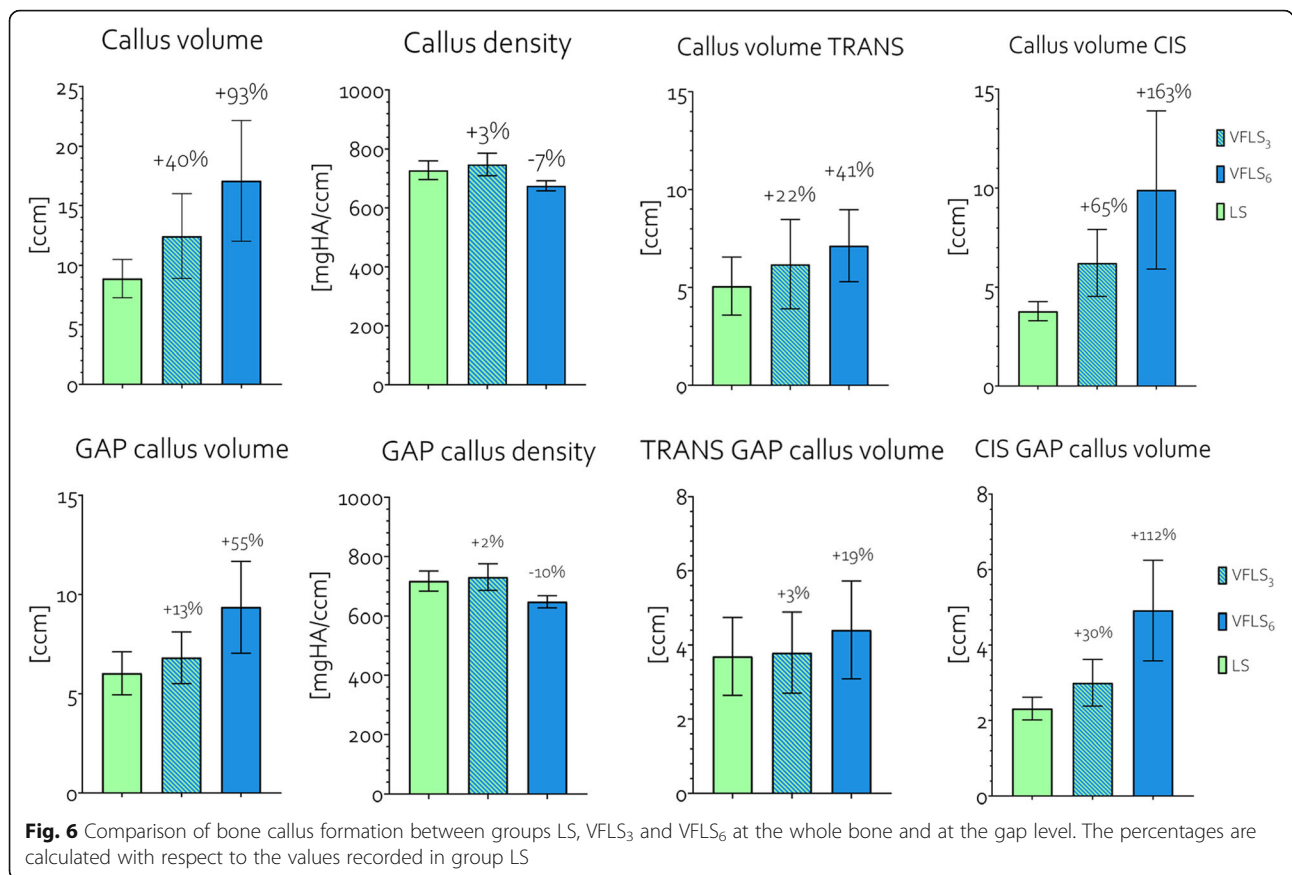 Callus volume
Callus density
Callus volume TRANS
Callus volume CIS
[ccm]
25
20
15
10
5
0
+40%
+93%
[mgHA/ccm]
1000
800
600
400
200
0
+3%
-7%
[ccm]
15
10
5
0
+22%
+41%
[ccm]
15
10
5
0
+65%
+163%
VFLS₃
VFLS₆
LS
GAP callus volume
GAP callus density
TRANS GAP callus volume
CIS GAP callus volume
[ccm]
15
10
5
0
+13%
+55%
[mgHA/ccm]
1000
800
600
400
200
0
+2%
-10%
[ccm]
8
6
4
2
0
+3%
+19%
[ccm]
8
6
4
2
0
+30%
+112%
VFLS₃
VFLS₆
LS
Fig. 6 Comparison of bone callus formation between groups LS, VFLS₃ and VFLS₆ at the whole bone and at the gap level. The percentages are
calculated with respect to the values recorded in group LS